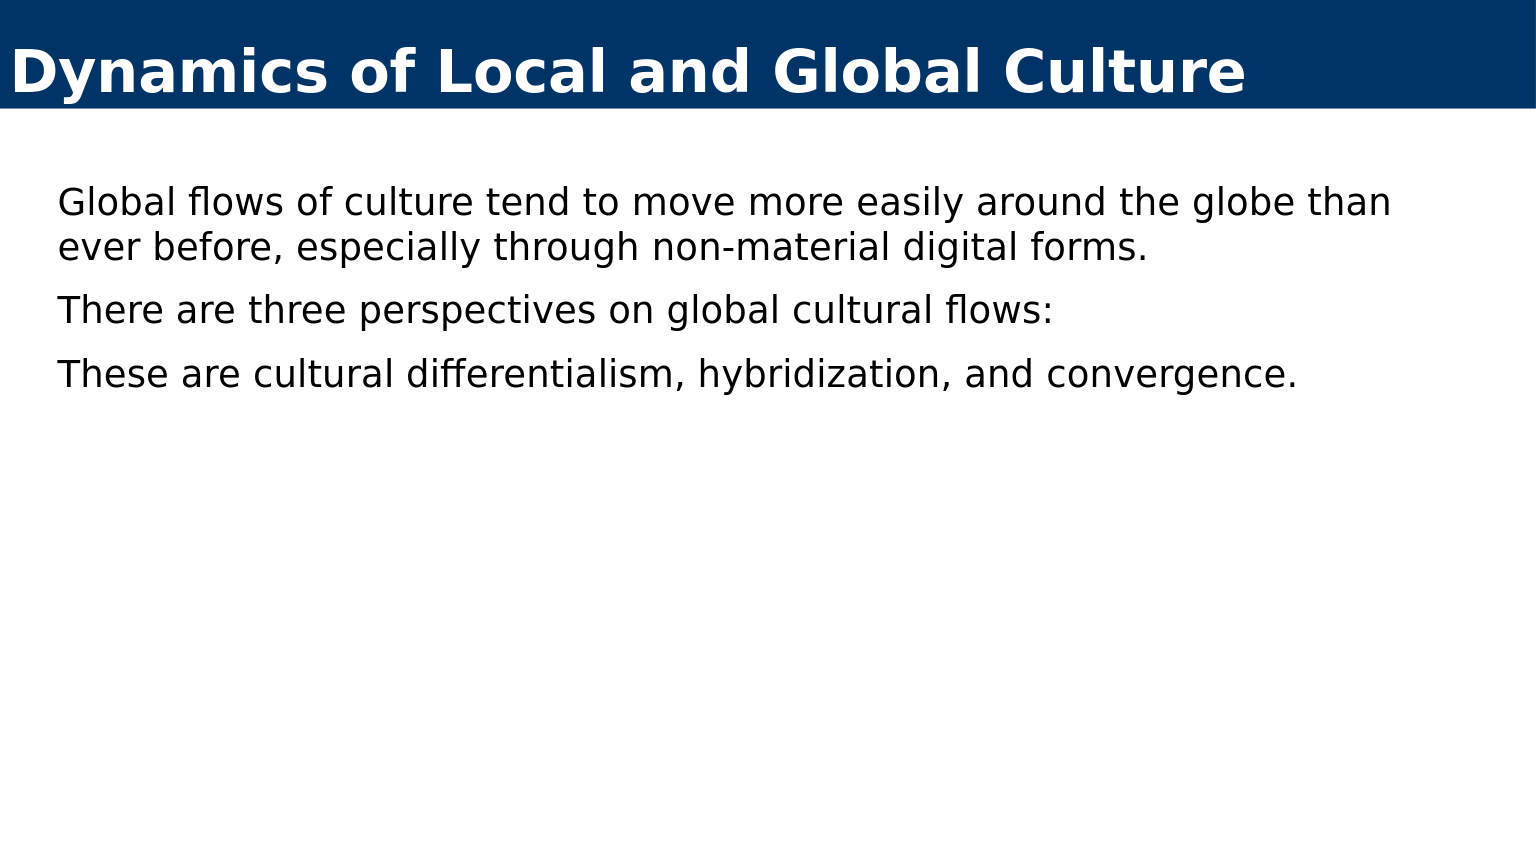 Dynamics of Local and Global Culture
Global flows of culture tend to move more easily around the globe than
ever before, especially through non-material digital forms.
There are three perspectives on global cultural flows:
These are cultural differentialism, hybridization, and convergence.